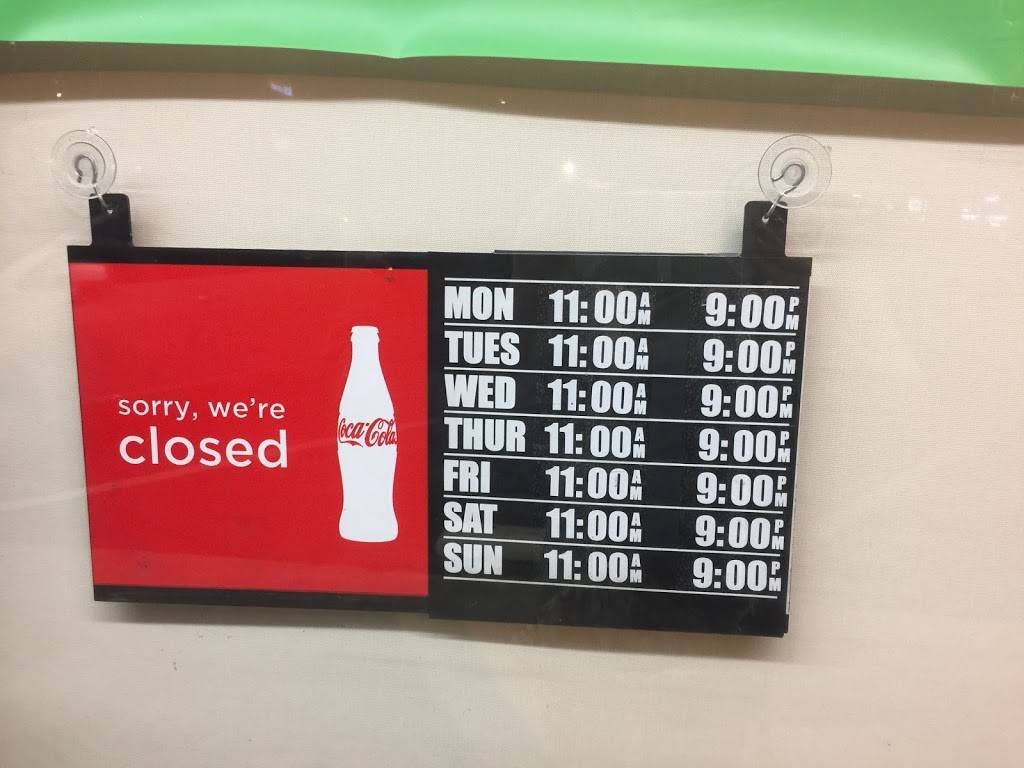 sorry, we're
closed
Coca-Cola
MON 11:00AM 9:00PM
TUES 11:00AM 9:00PM
WED 11:00AM 9:00PM
THUR 11:00AM 9:00PM
FRI 11:00AM 9:00PM
SAT 11:00AM 9:00PM
SUN 11:00AM 9:00PM